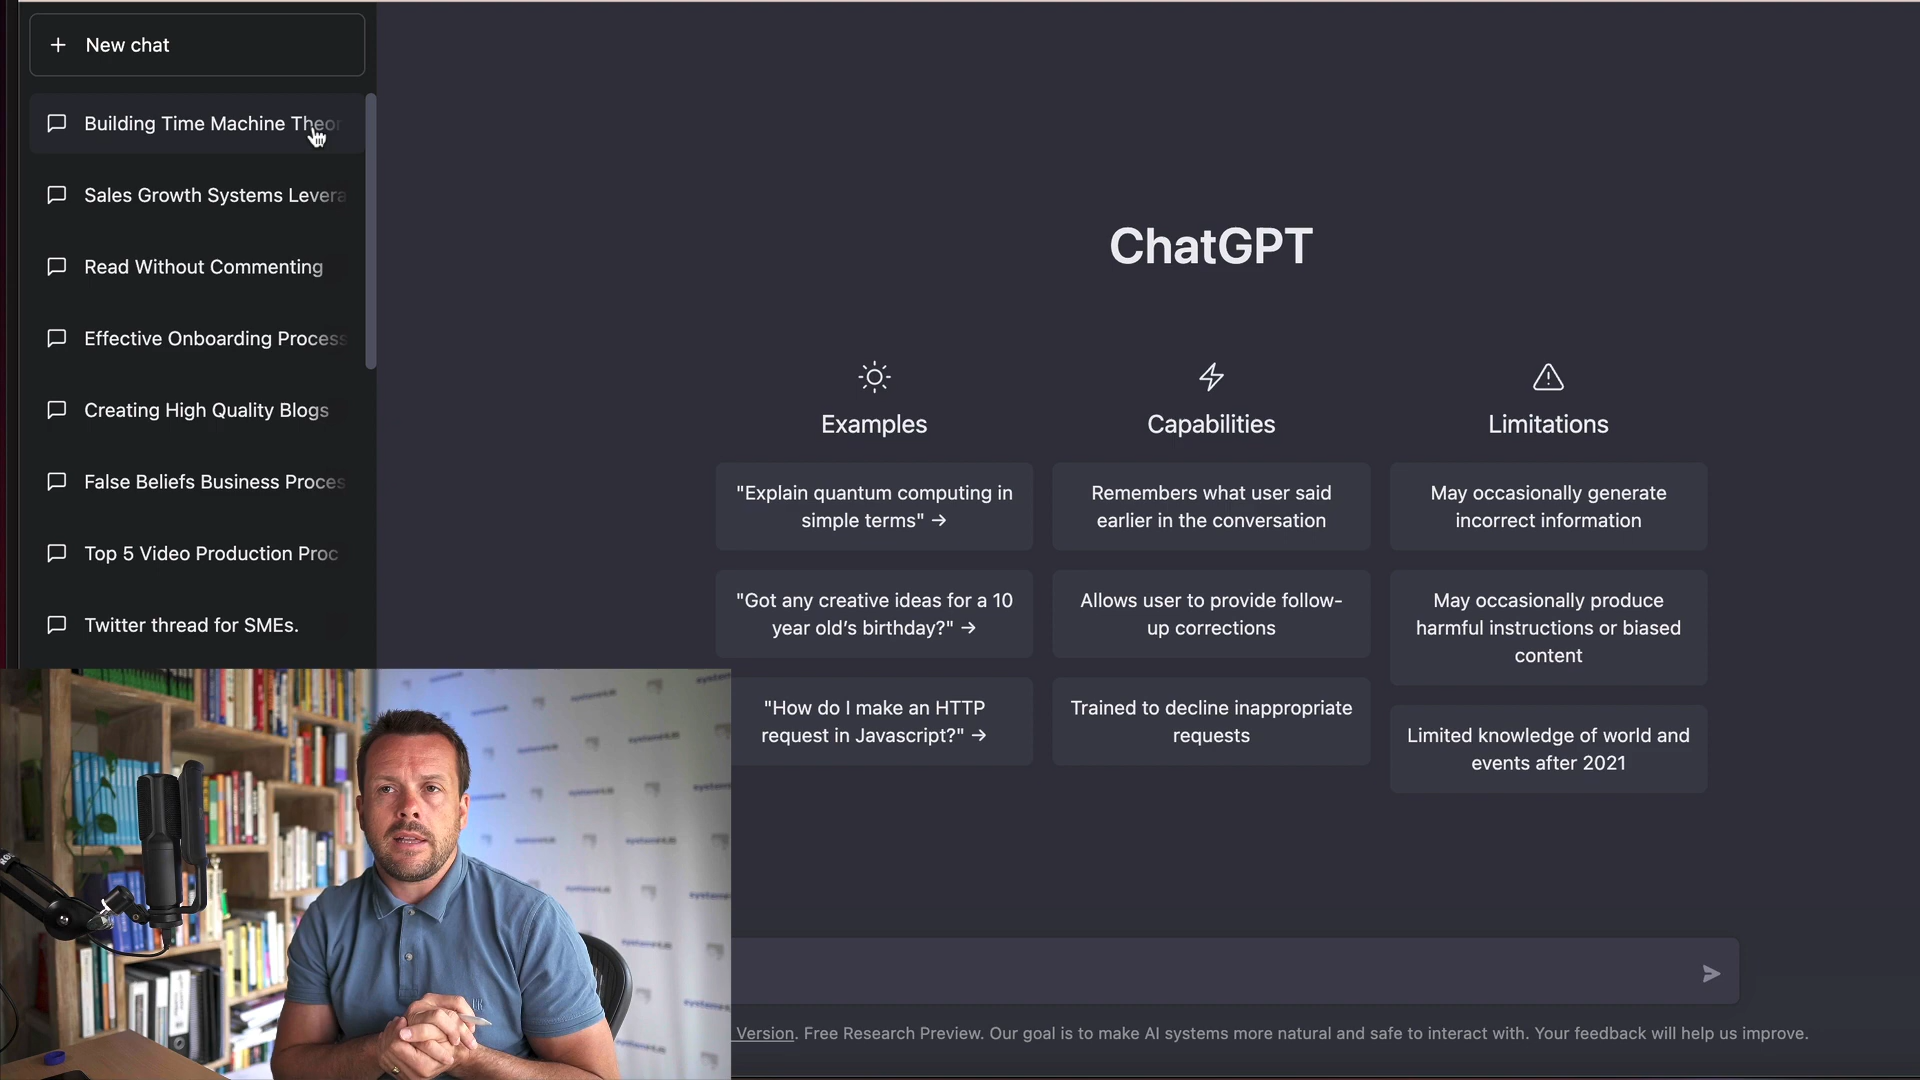 New chat
Building Time Machine Theor
Sales Growth Systems Levera
Read Without Commenting
Effective Onboarding Process
Creating High Quality Blogs
False Beliefs Business Proces
Top 5 Video Production Proc
Twitter thread for SMEs.
ChatGPT
Examples
"Explain quantum computing in
simple terms" →
"Got any creative ideas for a 10
year old's birthday?" →
"How do I make an HTTP
request in Javascript?" →
Capabilities
Remembers what user said
earlier in the conversation
Allows user to provide follow-
up corrections
Trained to decline inappropriate
requests
Limitations
May occasionally generate
incorrect information
May occasionally produce
harmful instructions or biased
content
Limited knowledge of world and
events after 2021
Version. Free Research Preview. Our goal is to make AI systems more natural and safe to interact with. Your feedback will help us improve.